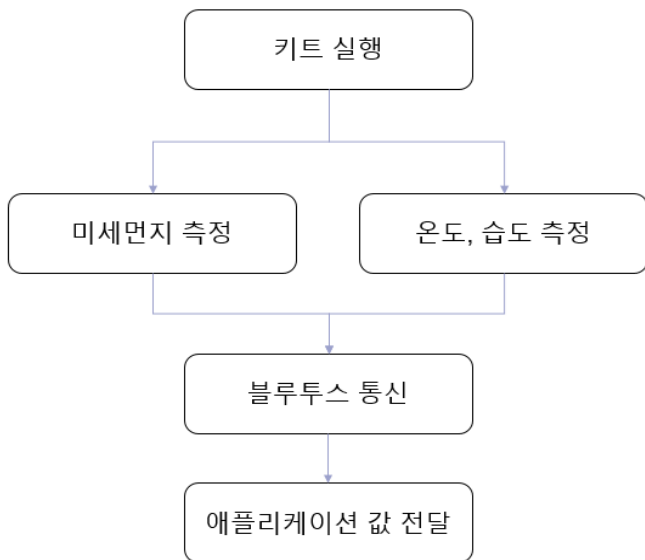 키트 실행
미세먼지 측정
온도, 습도 측정
블루투스 통신
애플리케이션 값 전달